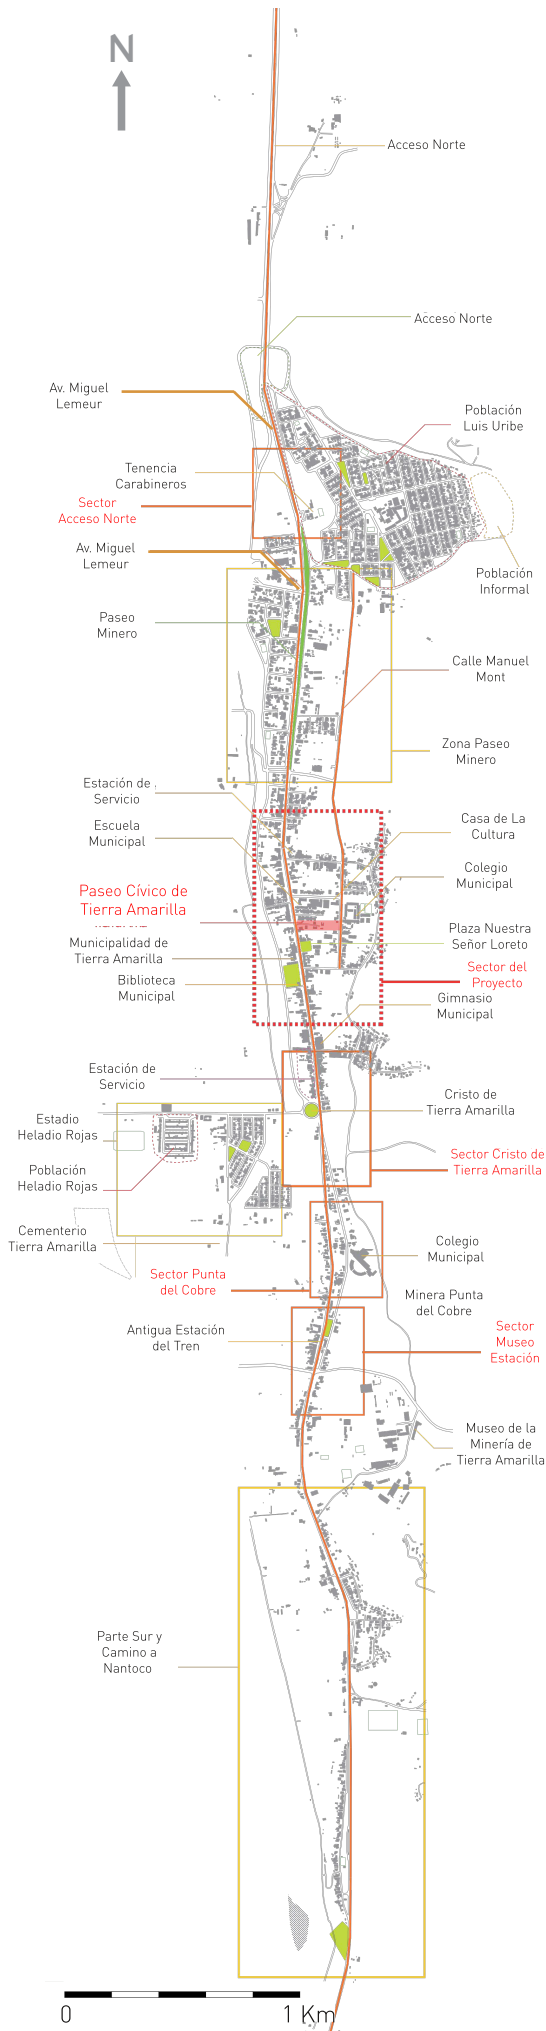 N
Acceso Norte
Acceso Norte
Av. Miguel
Lemeur
Población
Luis Uribe
Tenencia
Carabineros
Sector
Acceso Norte
Av. Miguel
Lemeur
Población
Informal
Paseo
Minero
Calle Manuel
Mont
Zona Paseo
Minero
Estación de
Servicio
Casa de La
Cultura
Escuela
Municipal
Colegio
Municipal
Paseo Cívico de
Tierra Amarilla
Plaza Nuestra
Señor Loreto
Municipalidad de
Tierra Amarilla
Sector del
Proyecto
Biblioteca
Municipal
Gimnasio
Municipal
Estación de
Servicio
Cristo de
Tierra Amarilla
Estadio
Heladio Rojas
Sector Cristo de
Tierra Amarilla
Población
Heladio Rojas
Cementerio
Tierra Amarilla
Colegio
Municipal
Sector Punta
del Cobre
Minera Punta
del Cobre
Antigua Estación
del Tren
Sector
Museo
Estación
Museo de la
Minería de
Tierra Amarilla
Parte Sur y
Camino a
Nantoco
0 1 Km